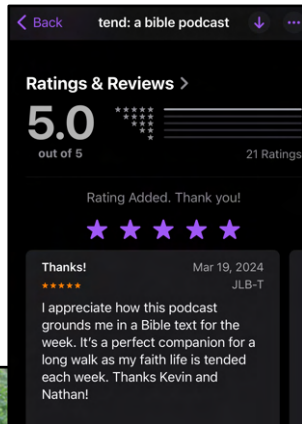 Back tend: a bible podcast
Ratings & Reviews >
5.0
out of 5
21 Ratings
Rating Added. Thank you!
Thanks! Mar 19, 2024
JLB-T
I appreciate how this podcast
grounds me in a Bible text for the
week. It's a perfect companion for a
long walk as my faith life is tended
each week. Thanks Kevin and
Nathan!